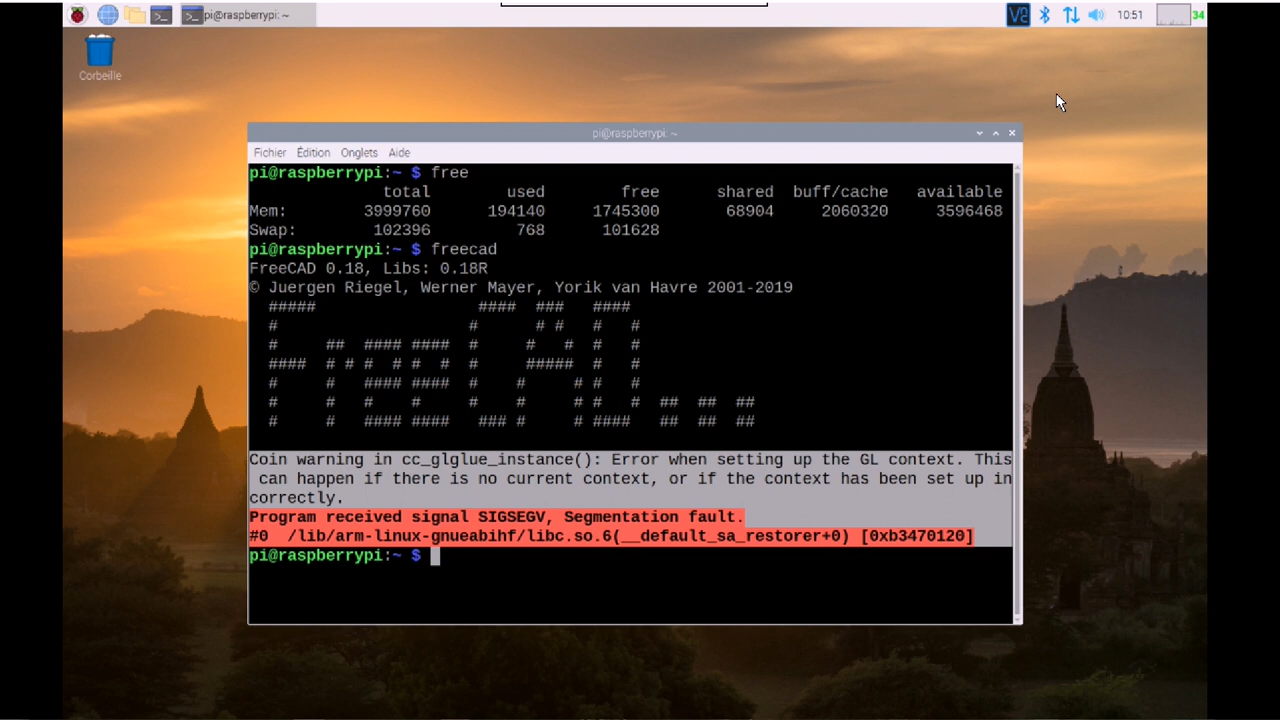 pi@raspberrypi: ~
10:51
34
Corbeille
pi@raspberrypi: ~
Fichier Édition Onglets Aide
pi@raspberrypi:~ $ free
total used free shared buff/cache available
Mem: 3999760 194140 1745300 68904 2060320 3596468
Swap: 102396 768 101628
pi@raspberrypi:~ $ freecad
FreeCAD 0.18, Libs: 0.18R
© Juergen Riegel, Werner Mayer, Yorik van Havre 2001-2019
  #####                 ####  ###   ####
  #                    #      # #   #   #
  #     ##  #### ####  #     #   #  #   #
  ####  # # #  # #  #  #     #####  #   #
  #     #   #### ####  #    #     # #   #
  #     #   #    #     #    #     # #   #  ##  ##  ##
  #     #   #### ####   ### #     # ####   ##  ##  ##
Coin warning in cc_glglue_instance(): Error when setting up the GL context. This
can happen if there is no current context, or if the context has been set up in
correctly.
Program received signal SIGSEGV, Segmentation fault.
#0  /lib/arm-linux-gnueabihf/libc.so.6(__default_sa_restorer+0) [0xb3470120]
pi@raspberrypi:~ $